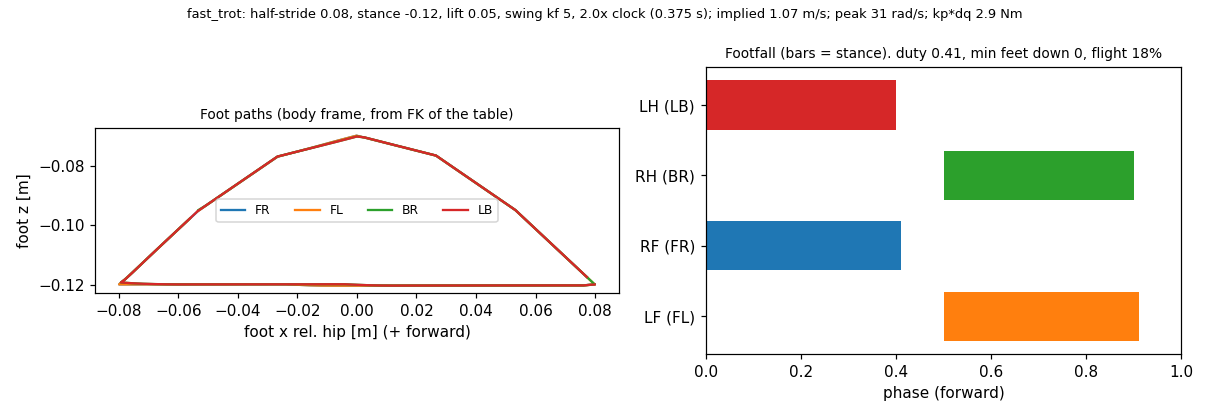 fast_trot: half-stride 0.08, stance -0.12, lift 0.05, swing kf 5, 2.0x clock (0.375 s); implied 1.07 m/s; peak 31 rad/s; kp*dq 2.9 Nm
Foot paths (body frame, from FK of the table)
−0.08
−0.10
−0.12
foot z [m]
FR FL BR LB
−0.08 −0.06 −0.04 −0.02 0.00 0.02 0.04 0.06 0.08
foot x rel. hip [m] (+ forward)
Footfall (bars = stance). duty 0.41, min feet down 0, flight 18%
LH (LB)
RH (BR)
RF (FR)
LF (FL)
0.0 0.2 0.4 0.6 0.8 1.0
phase (forward)